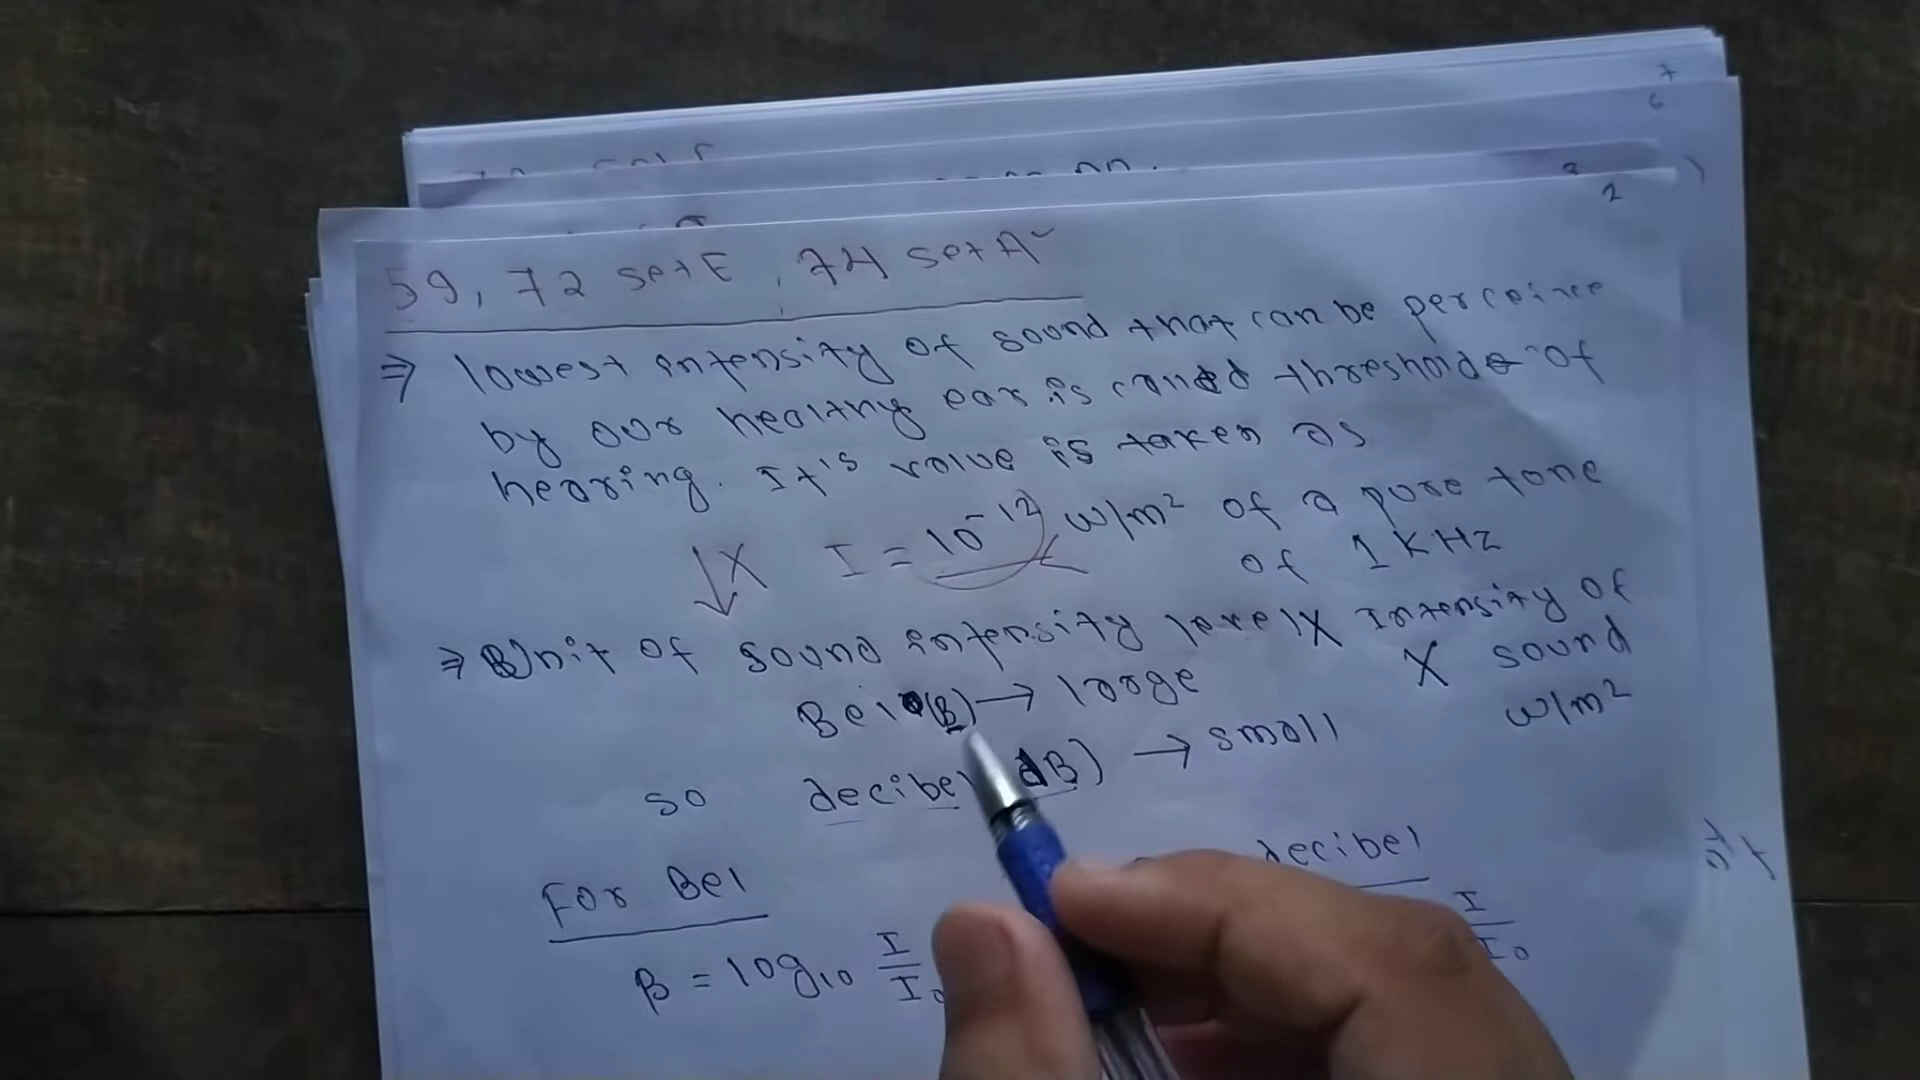 59, 72 set E, 74 set A
⇒ lowest intensity of sound that can be perceive
by our healthy ear is called threshold of
hearing. It's value is taken as
I = 10⁻¹² w/m² of a pure tone
of 1 KHz
⇒ Unit of sound intensity level X Intensity of
X sound
Bel (B) → large
w/m²
so decibel (dB) → small
For Bel
decibel
β = log₁₀ I/I₀
I/I₀